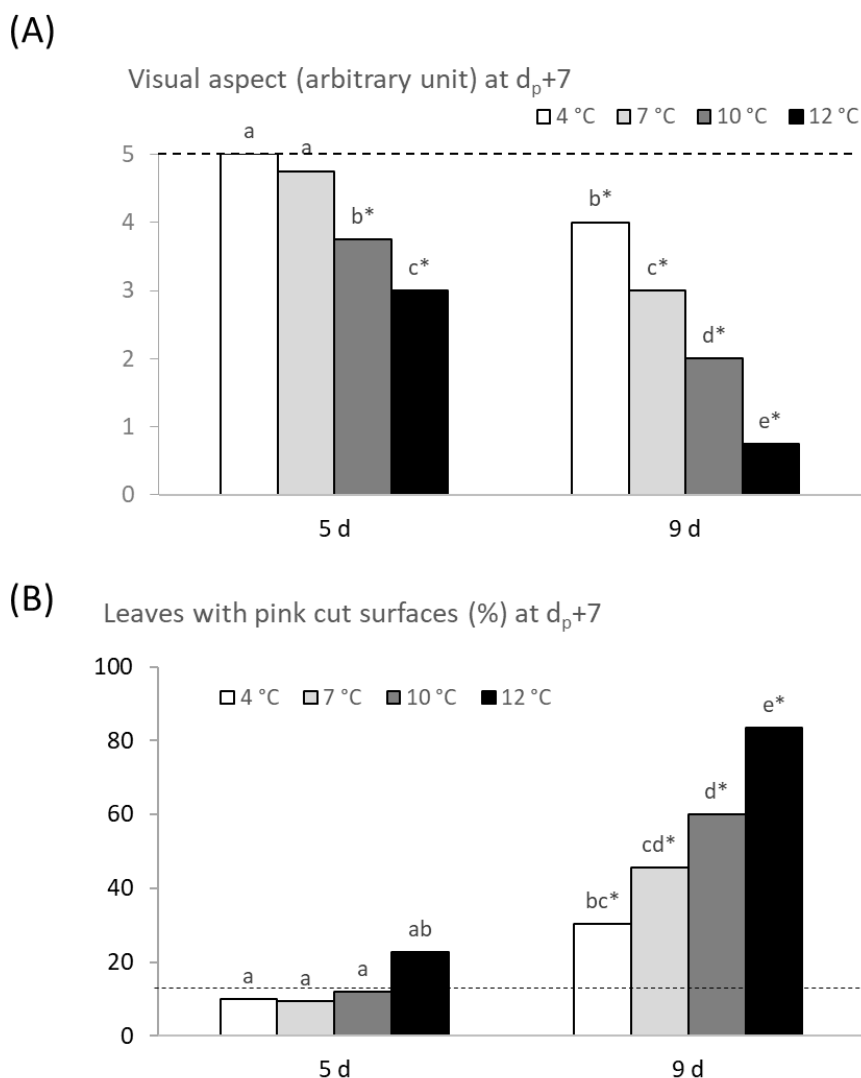 (A)
Visual aspect (arbitrary unit) at dp+7
4 °C 7 °C 10 °C 12 °C
a a b* c* b* c* d* e*
5
4
3
2
1
0
5 d 9 d
(B)
Leaves with pink cut surfaces (%) at dp+7
4 °C 7 °C 10 °C 12 °C
a a a ab bc* cd* d* e*
100
80
60
40
20
0
5 d 9 d